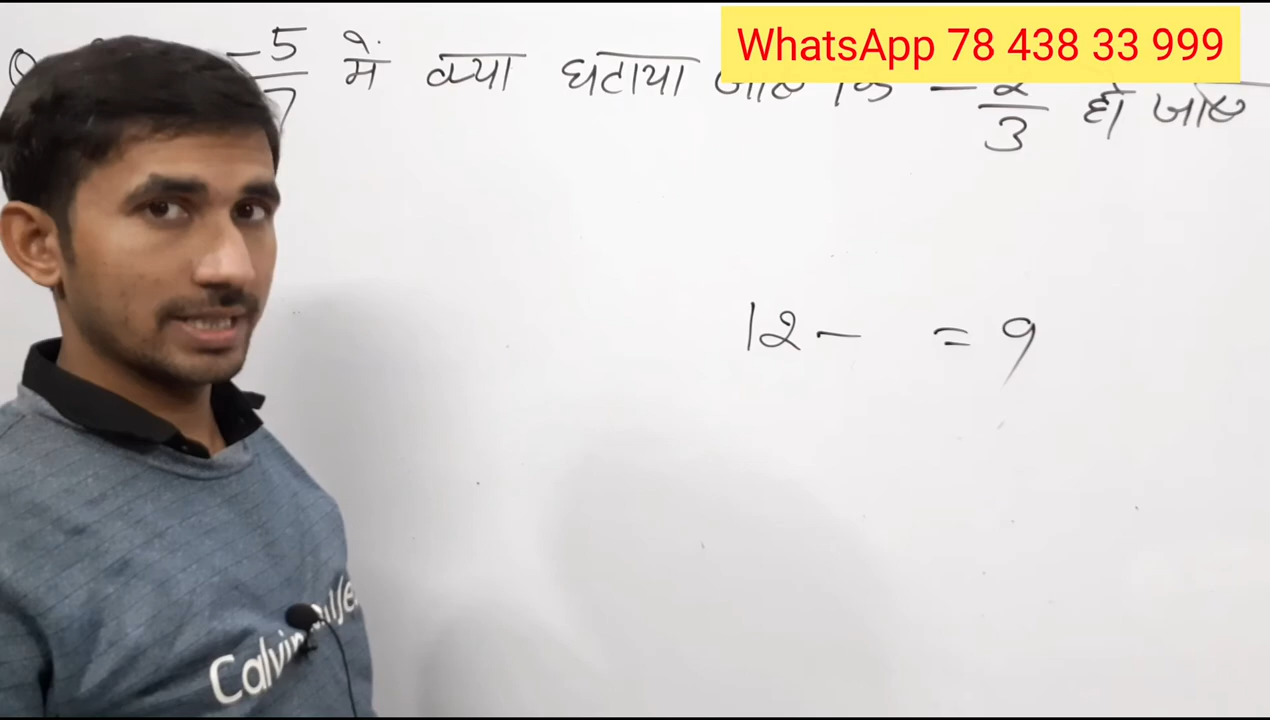 WhatsApp 78 438 33 999
-5/7 में क्या घटाया जाए कि -2/3 हो जाए
12 - = 9
Calvin